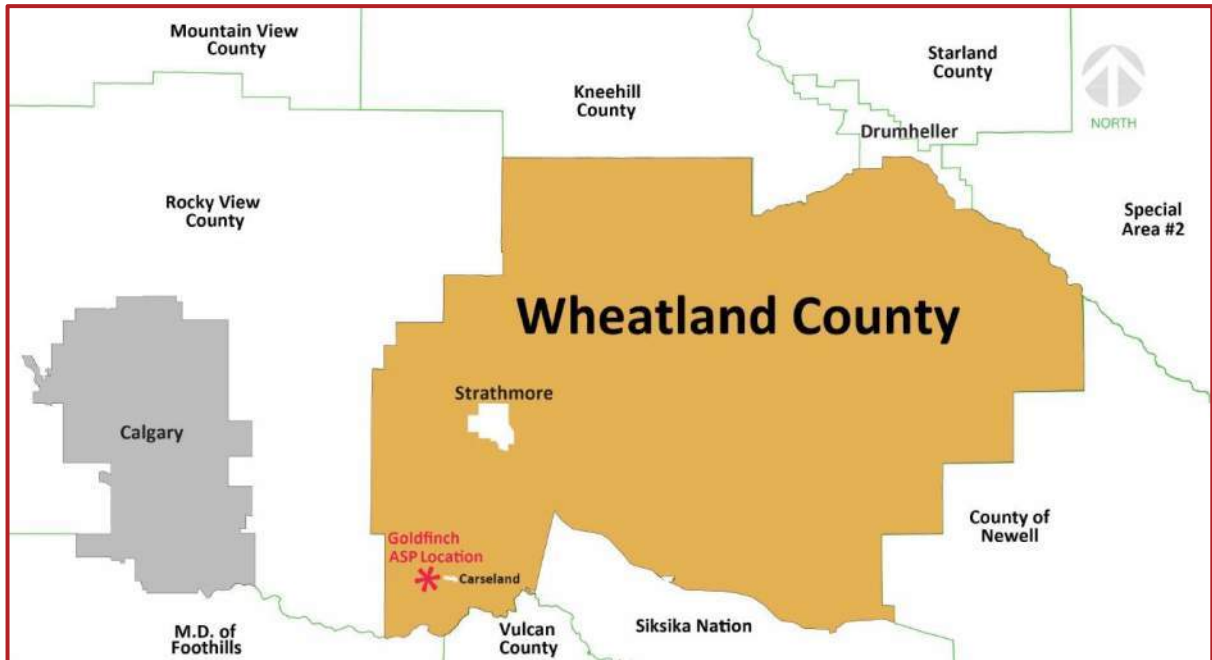 Mountain View
County
Starland
County
Kneehill
County
NORTH
Drumheller
Rocky View
County
Special
Area #2
Wheatland County
Strathmore
Calgary
County of
Newell
Goldfinch
ASP Location
Carseland
M.D. of
Foothills
Vulcan
County
Siksika Nation